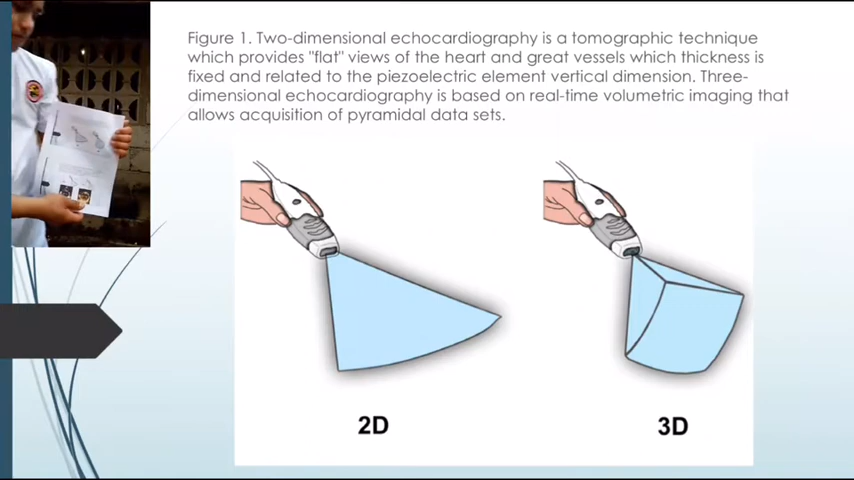 Figure 1. Two-dimensional echocardiography is a tomographic technique
which provides "flat" views of the heart and great vessels which thickness is
fixed and related to the piezoelectric element vertical dimension. Three-
dimensional echocardiography is based on real-time volumetric imaging that
allows acquisition of pyramidal data sets.
2D
3D